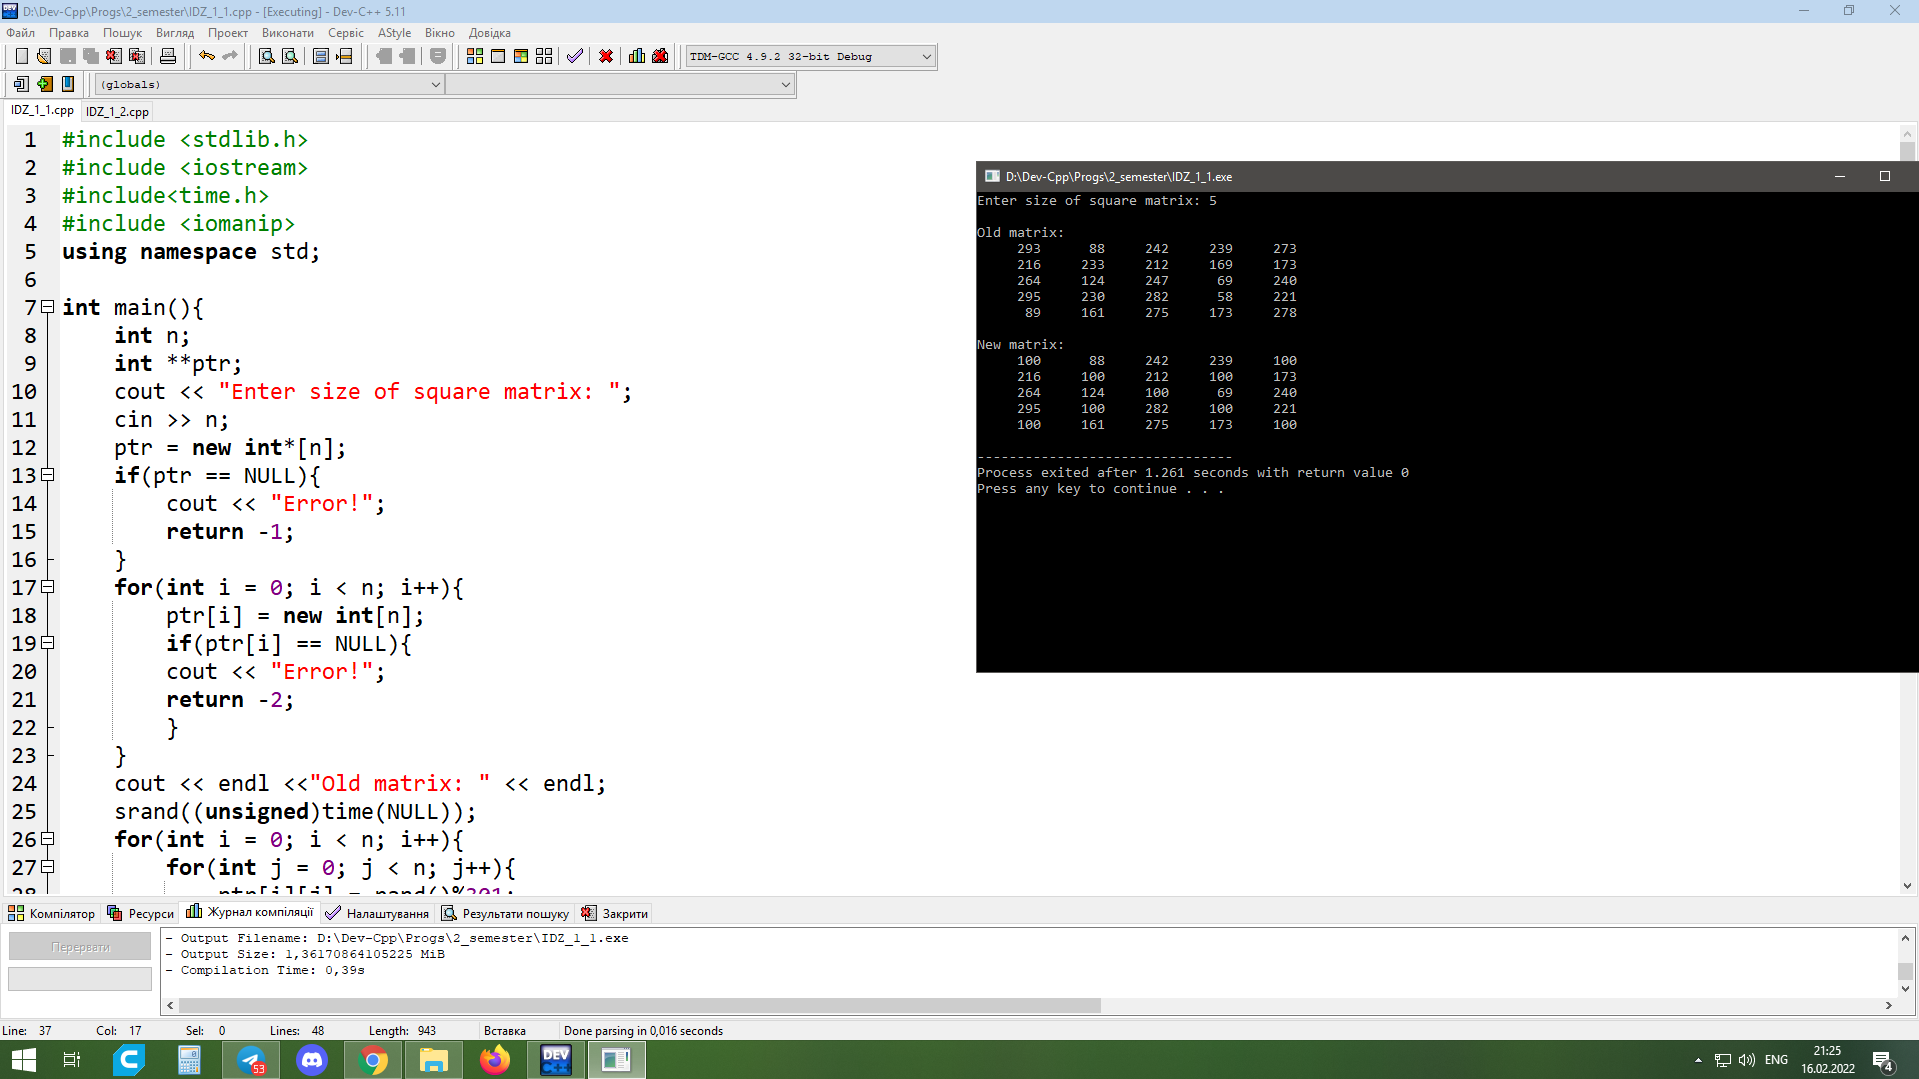 D:\Dev-Cpp\Progs\2_semester\IDZ_1_1.cpp - [Executing] - Dev-C++ 5.11
Файл Правка Пошук Вигляд Проект Виконати Сервіс AStyle Вікно Довідка
TDM-GCC 4.9.2 32-bit Debug
(globals)
IDZ_1_1.cpp IDZ_1_2.cpp
1 #include <stdlib.h>
2 #include <iostream>
3 #include<time.h>
4 #include <iomanip>
5 using namespace std;
6
7 int main(){
8 int n;
9 int **ptr;
10 cout << "Enter size of square matrix: ";
11 cin >> n;
12 ptr = new int*[n];
13 if(ptr == NULL){
14 cout << "Error!";
15 return -1;
16 }
17 for(int i = 0; i < n; i++){
18 ptr[i] = new int[n];
19 if(ptr[i] == NULL){
20 cout << "Error!";
21 return -2;
22 }
23 }
24 cout << endl <<"Old matrix: " << endl;
25 srand((unsigned)time(NULL));
26 for(int i = 0; i < n; i++){
27 for(int j = 0; j < n; j++){
28 ptr[i][j] = rand()%301;
D:\Dev-Cpp\Progs\2_semester\IDZ_1_1.exe
Enter size of square matrix: 5
Old matrix:
293 88 242 239 273
216 233 212 169 173
264 124 247 69 240
295 230 282 58 221
89 161 275 173 278
New matrix:
100 88 242 239 100
216 100 212 100 173
264 124 100 69 240
295 100 282 100 221
100 161 275 173 100
--------------------------------
Process exited after 1.261 seconds with return value 0
Press any key to continue . . .
Компілятор Ресурси Журнал компіляції Налаштування Результати пошуку Закрити
Перервати
- Output Filename: D:\Dev-Cpp\Progs\2_semester\IDZ_1_1.exe
- Output Size: 1,36170864105225 MiB
- Compilation Time: 0,39s
Line: 37 Col: 17 Sel: 0 Lines: 48 Length: 943 Вставка Done parsing in 0,016 seconds
53
DEV C++
ENG
21:25
16.02.2022
4